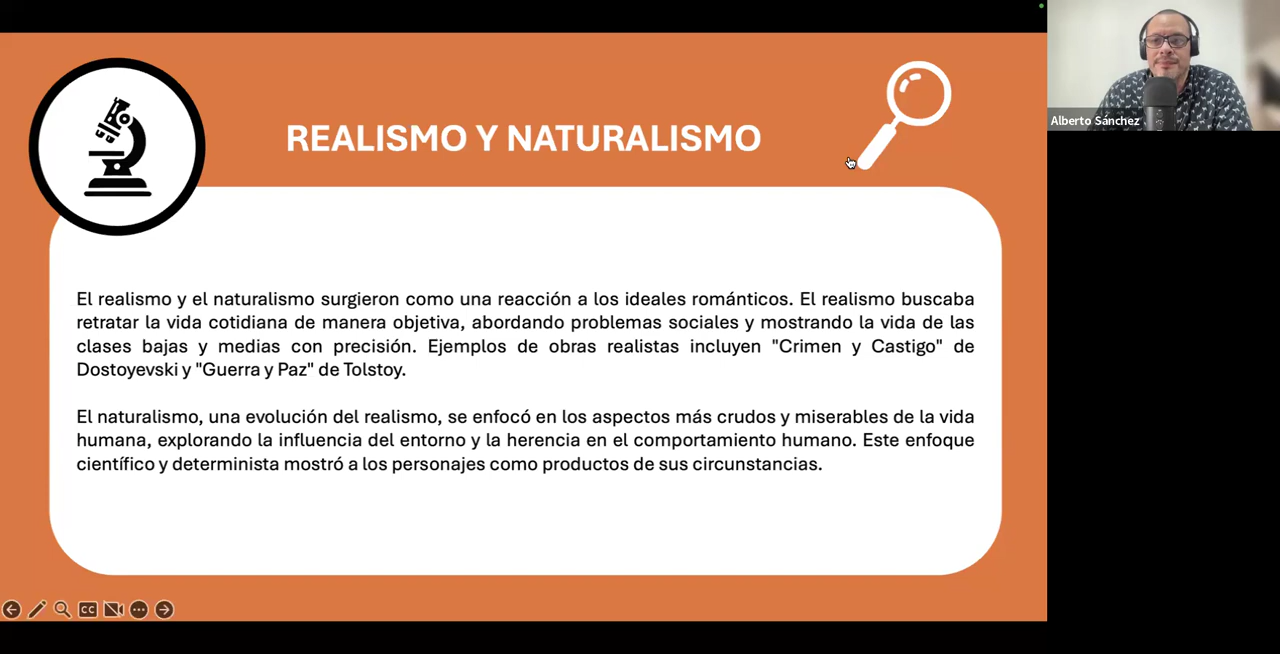 REALISMO Y NATURALISMO
Alberto Sánchez
El realismo y el naturalismo surgieron como una reacción a los ideales románticos. El realismo buscaba
retratar la vida cotidiana de manera objetiva, abordando problemas sociales y mostrando la vida de las
clases bajas y medias con precisión. Ejemplos de obras realistas incluyen "Crimen y Castigo" de
Dostoyevski y "Guerra y Paz" de Tolstoy.
El naturalismo, una evolución del realismo, se enfocó en los aspectos más crudos y miserables de la vida
humana, explorando la influencia del entorno y la herencia en el comportamiento humano. Este enfoque
científico y determinista mostró a los personajes como productos de sus circunstancias.
CC